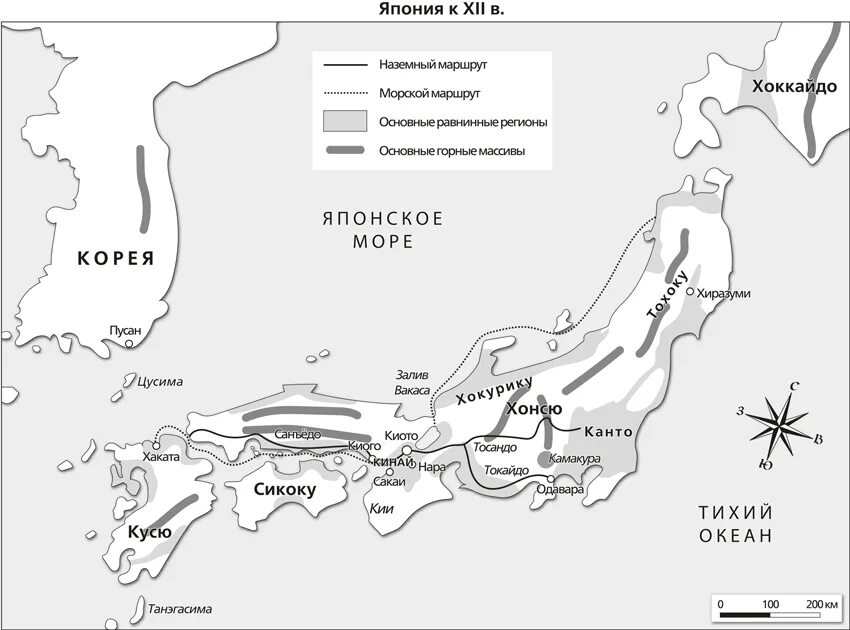 Япония к XII в.
Наземный маршрут
Морской маршрут
Основные равнинные регионы
Основные горные массивы
Хоккайдо
ЯПОНСКОЕ
МОРЕ
КОРЕЯ
Пусан
Цусима
Тохоку
Хиразуми
Залив
Вакаса
Хокурику
Хонсю
Канто
Санъёдо
Киото
Киого
Тосандо
Камакура
Хаката
КИНАЙ
Нара
Токайдо
Сакаи
Одавара
Сикоку
Кии
Кусю
Танэгасима
ТИХИЙ
ОКЕАН
С
З
В
Ю
0 100 200 км